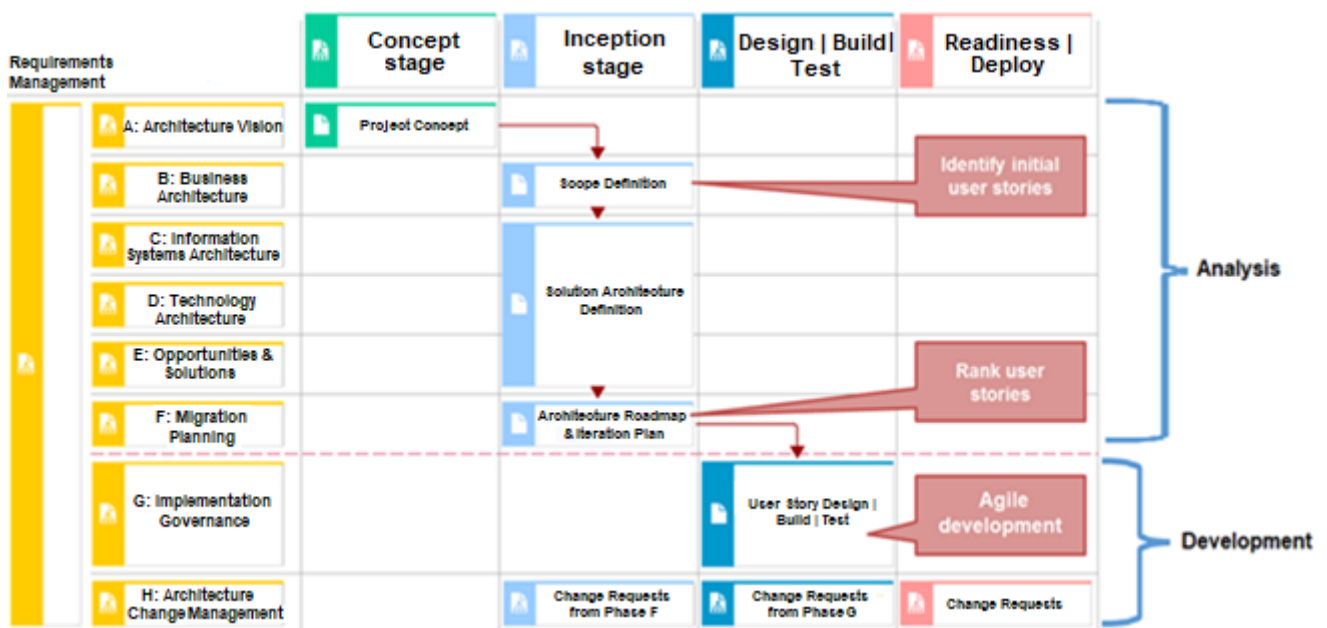 Concept
stage
Inception
stage
Design | Build|
Test
Readiness |
Deploy
Requirements
Management
A: Architecture Vision
Project Concept
B: Business
Architecture
Scope Definition
Identify initial
user stories
C: Information
Systems Architecture
Analysis
D: Technology
Architecture
Solution Architecture
Definition
E: Opportunities &
Solutions
Rank user
stories
F: Migration
Planning
Architecture Roadmap
& Iteration Plan
G: Implementation
Governance
User Story Design |
Build | Test
Agile
development
Development
H: Architecture
Change Management
Change Requests
from Phase F
Change Requests
from Phase G
Change Requests